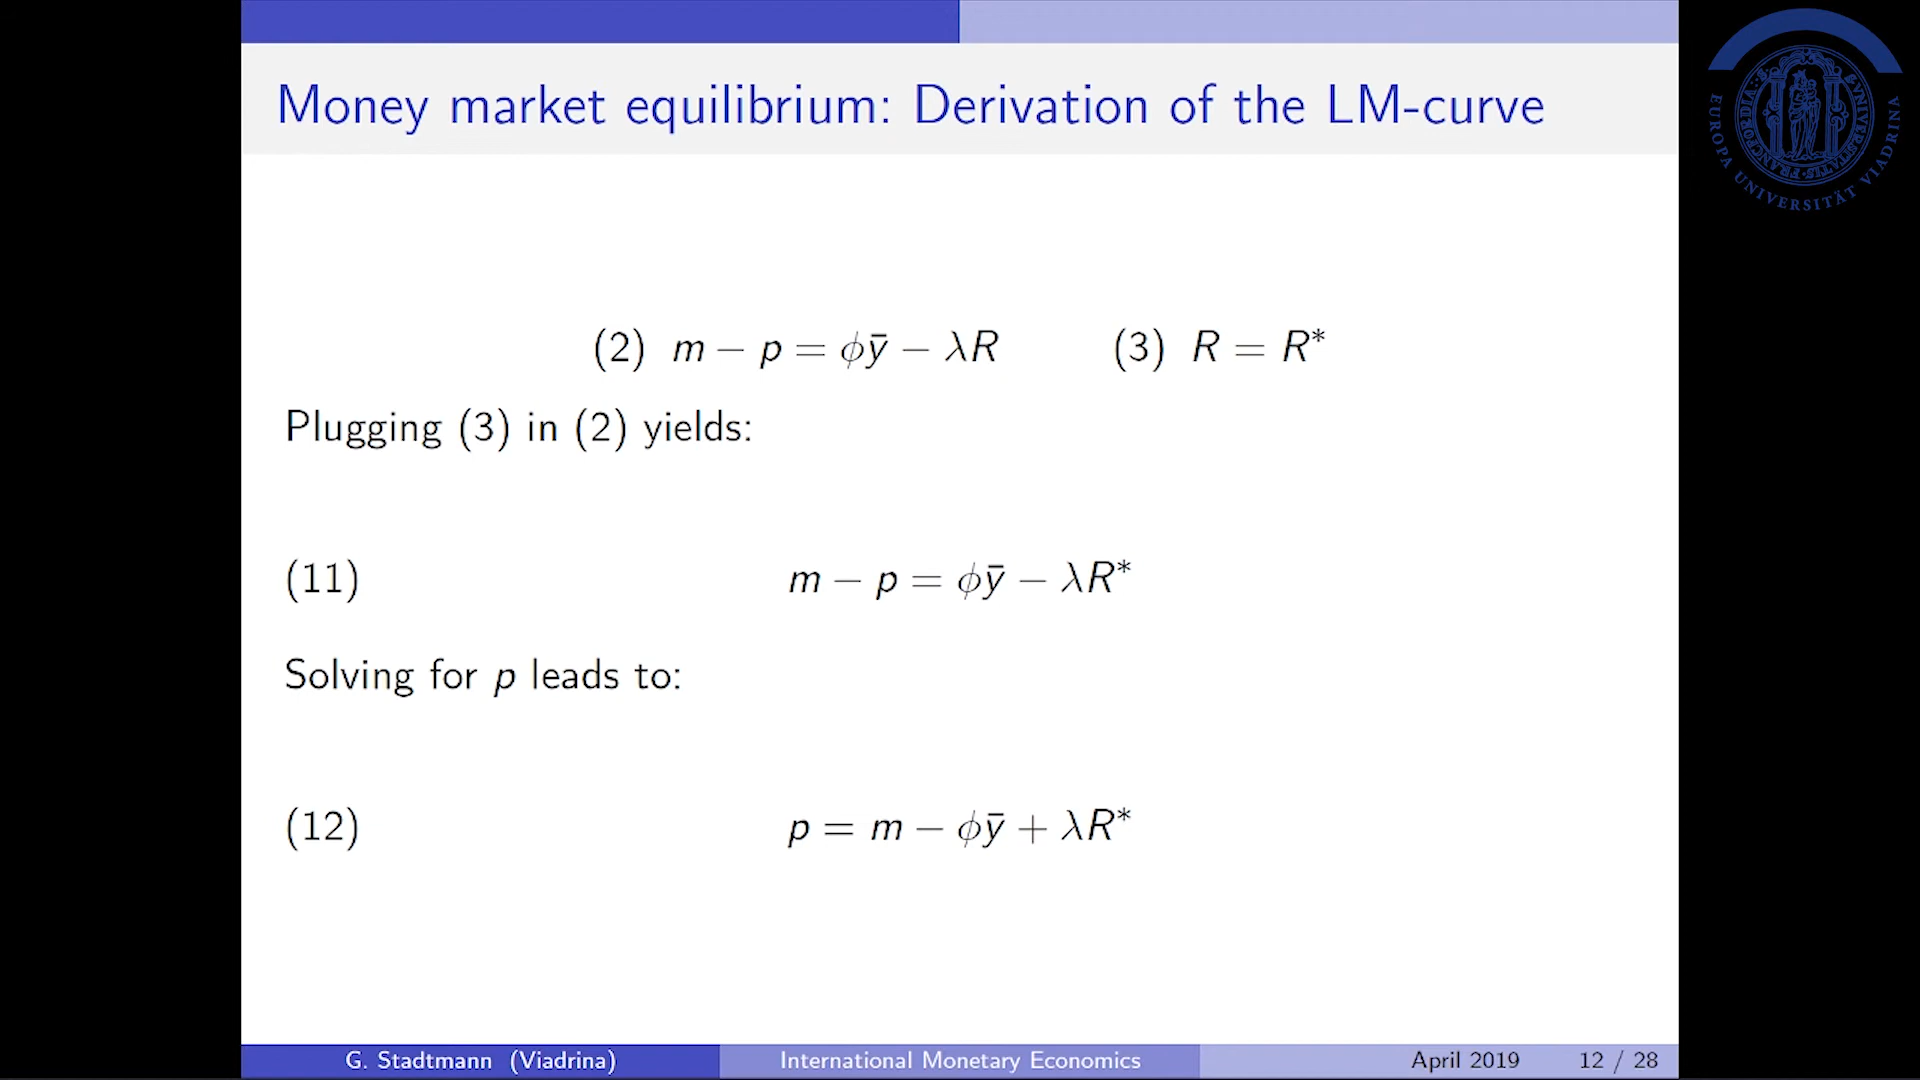 Money market equilibrium: Derivation of the LM-curve
(2) m − p = ϕȳ − λR (3) R = R*
Plugging (3) in (2) yields:
(11) m − p = ϕȳ − λR*
Solving for p leads to:
(12) p = m − ϕȳ + λR*
G. Stadtmann (Viadrina) International Monetary Economics April 2019 12 / 28
EUROPA UNIVERSITÄT VIADRINA